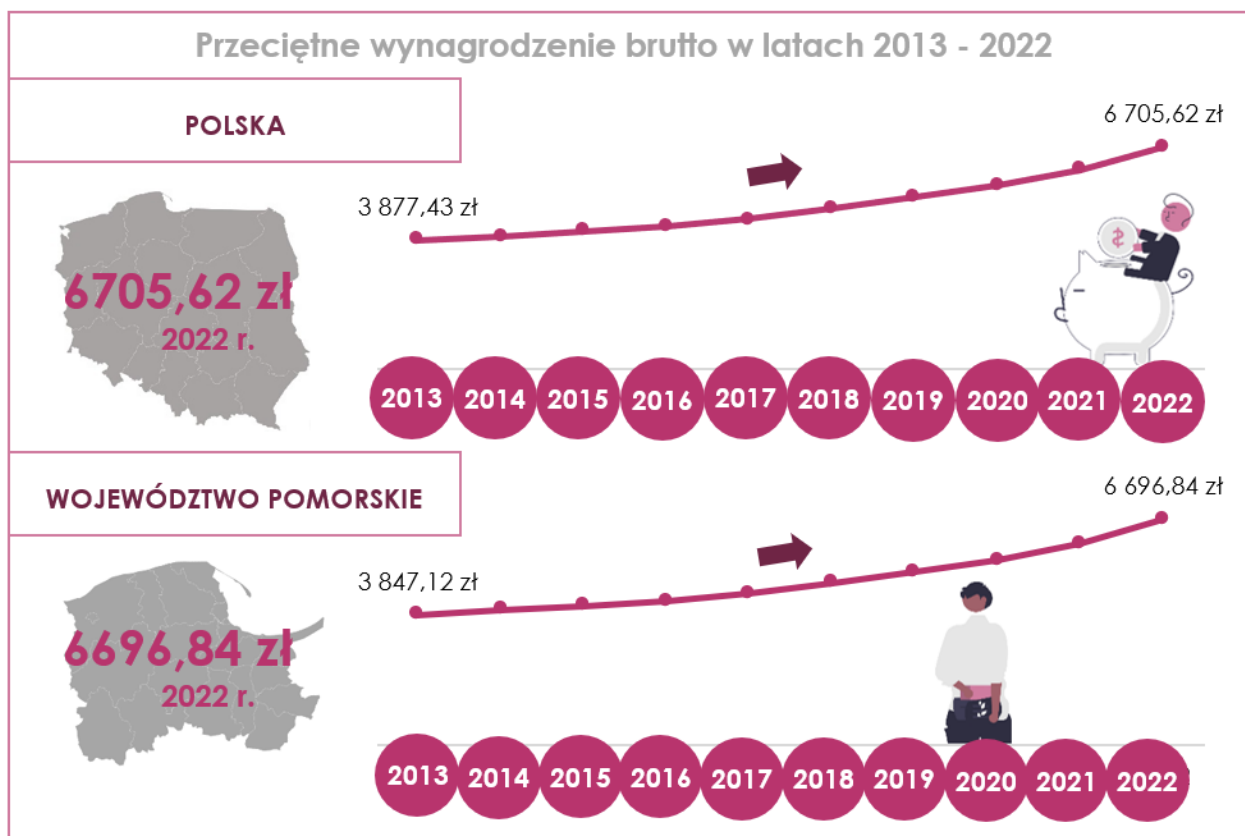 Przeciętne wynagrodzenie brutto w latach 2013 - 2022
POLSKA
6 705,62 zł
3 877,43 zł
6705,62 zł
2022 r.
2013 2014 2015 2016 2017 2018 2019 2020 2021 2022
WOJEWÓDZTWO POMORSKIE
6 696,84 zł
3 847,12 zł
6696,84 zł
2022 r.
2013 2014 2015 2016 2017 2018 2019 2020 2021 2022